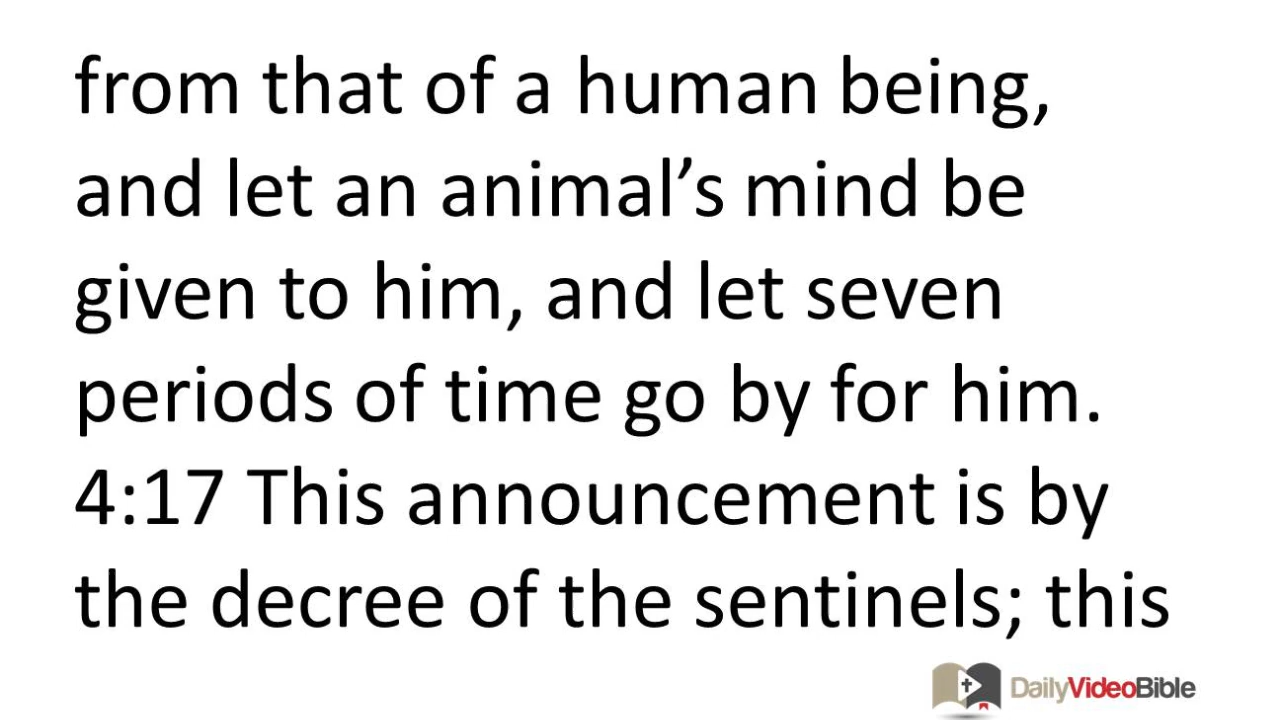 from that of a human being,
and let an animal’s mind be
given to him, and let seven
periods of time go by for him.
4:17 This announcement is by
the decree of the sentinels; this
DailyVideoBible